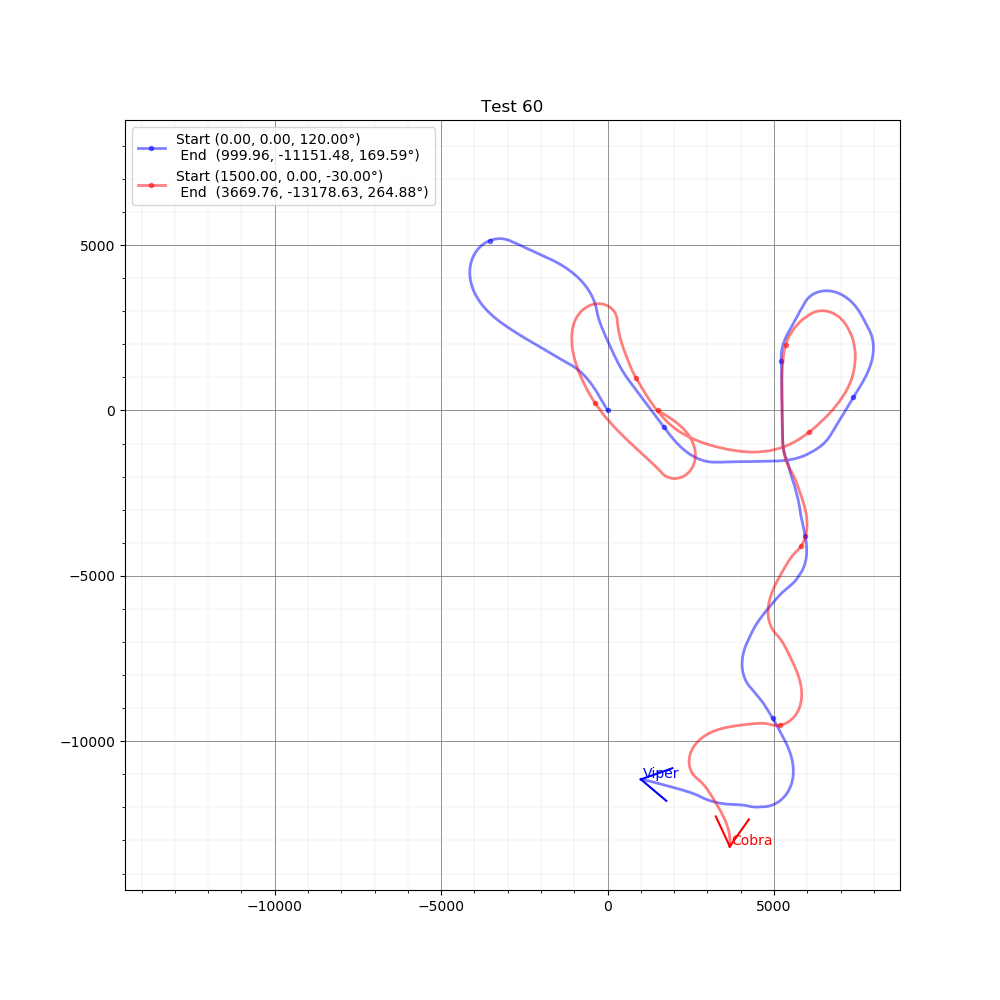 Test 60
Start (0.00, 0.00, 120.00°)
End (999.96, -11151.48, 169.59°)
Start (1500.00, 0.00, -30.00°)
End (3669.76, -13178.63, 264.88°)
5000
0
−5000
−10000
Viper
Cobra
−10000
−5000
0
5000